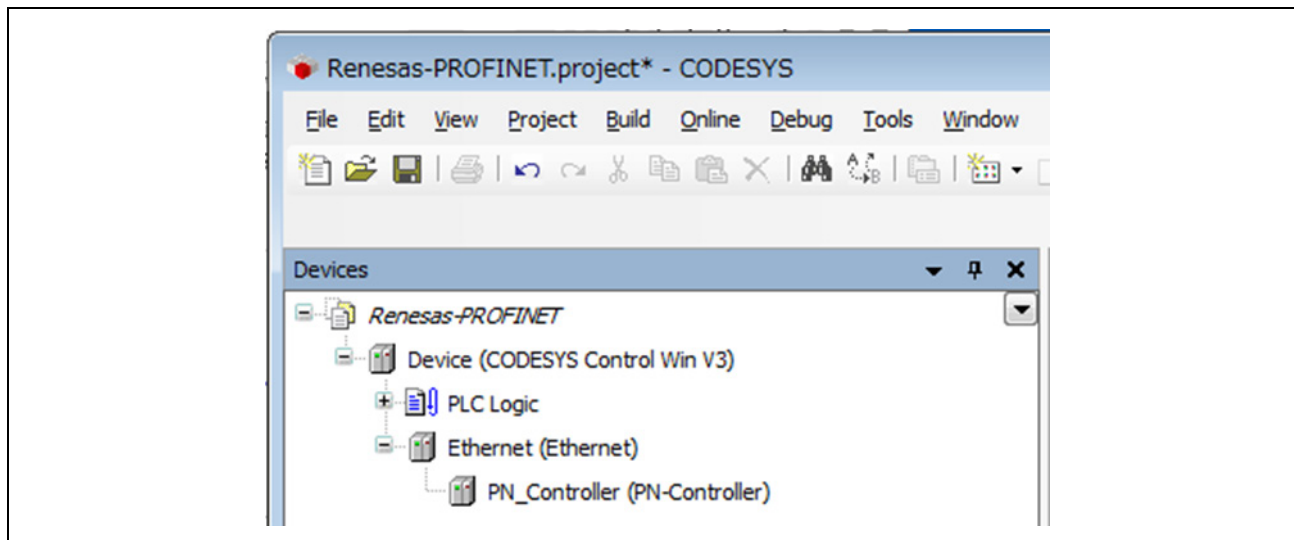 Renesas-PROFINET.project* - CODESYS
File Edit View Project Build Online Debug Tools Window
Devices
Renesas-PROFINET
Device (CODESYS Control Win V3)
PLC Logic
Ethernet (Ethernet)
PN_Controller (PN-Controller)